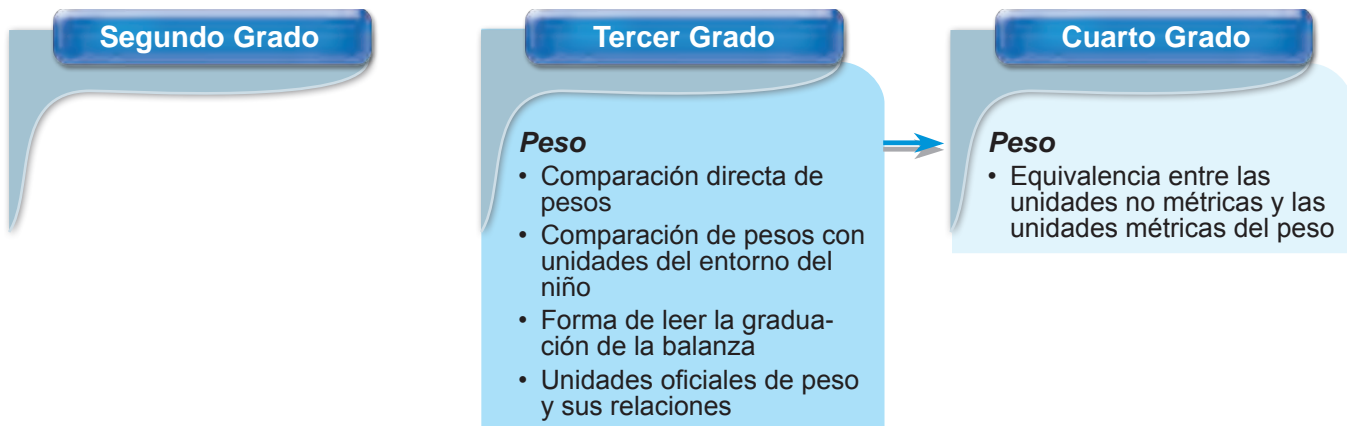 Segundo Grado
Tercer Grado
Peso
• Comparación directa de
pesos
• Comparación de pesos con
unidades del entorno del
niño
• Forma de leer la gradua-
ción de la balanza
• Unidades oficiales de peso
y sus relaciones
Cuarto Grado
Peso
• Equivalencia entre las
unidades no métricas y las
unidades métricas del peso